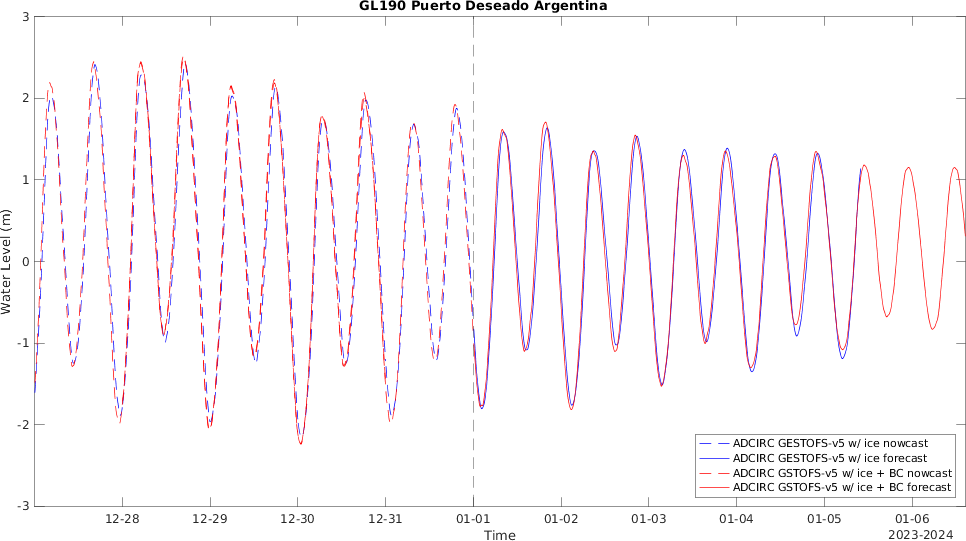 GL190 Puerto Deseado Argentina
3
2
1
0
-1
-2
-3
Water Level (m)
12-28 12-29 12-30 12-31 01-01 01-02 01-03 01-04 01-05 01-06
Time
2023-2024
ADCIRC GESTOFS-v5 w/ ice nowcast
ADCIRC GESTOFS-v5 w/ ice forecast
ADCIRC GSTOFS-v5 w/ ice + BC nowcast
ADCIRC GSTOFS-v5 w/ ice + BC forecast